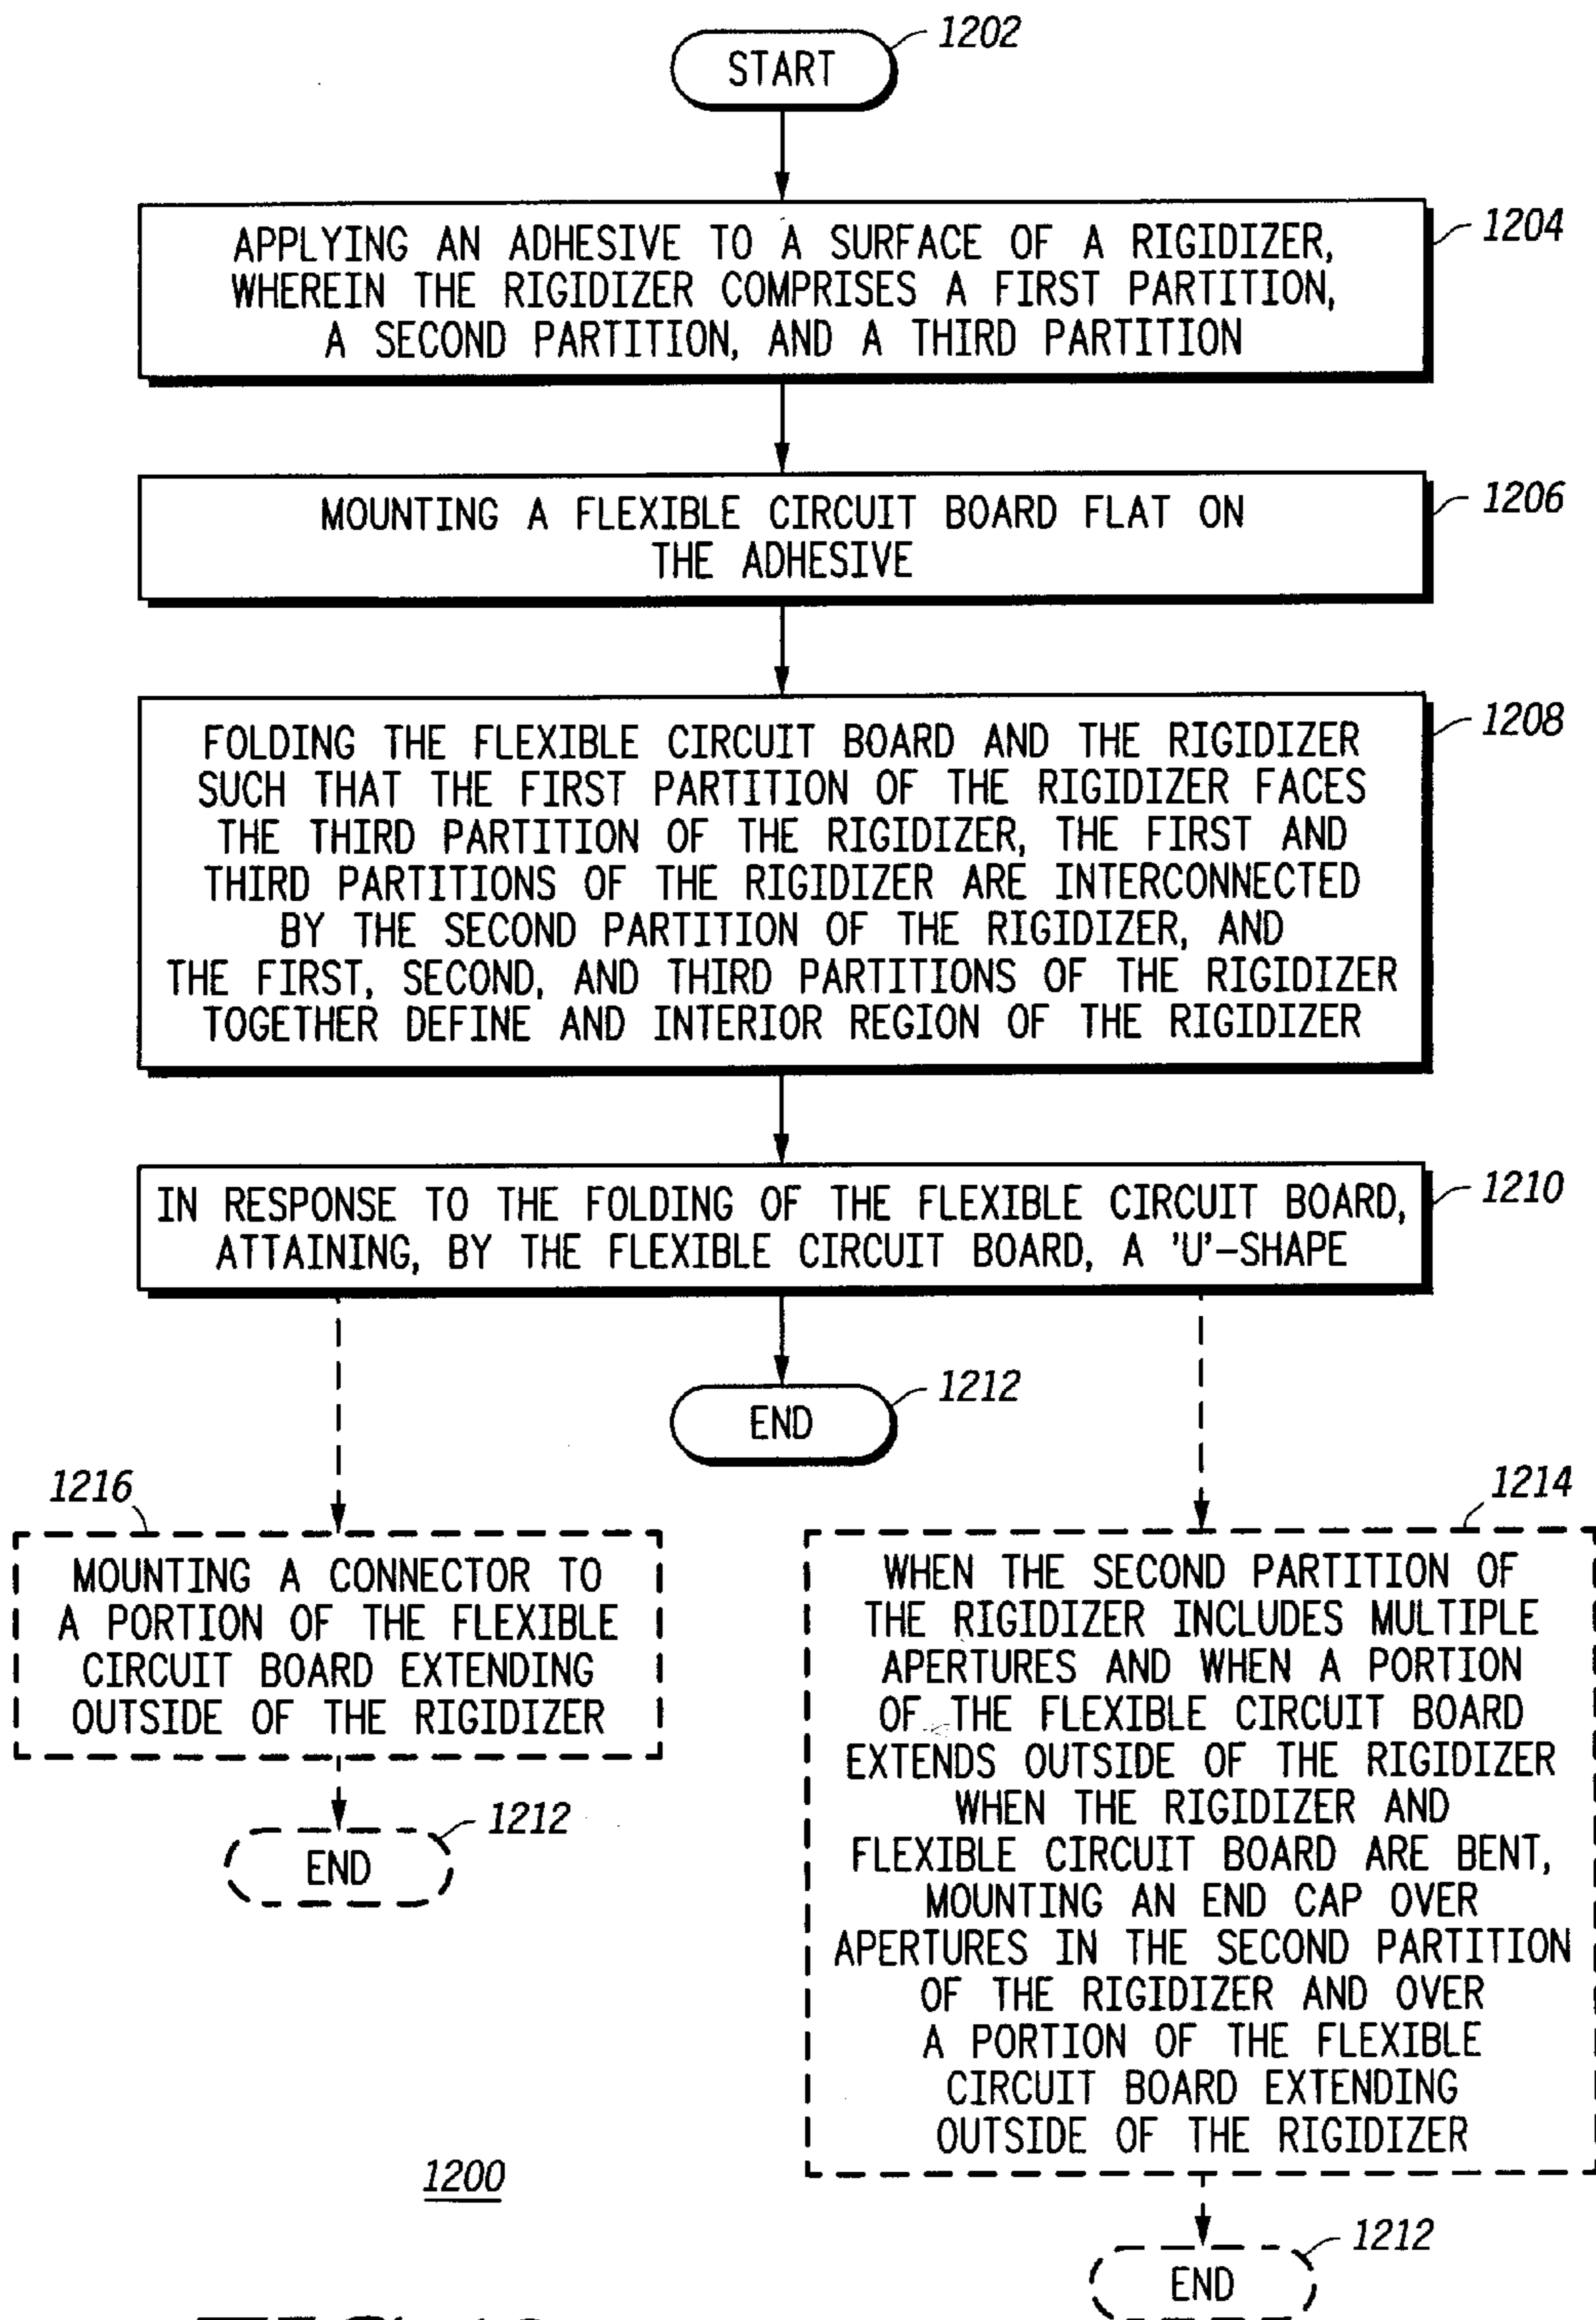 START
1202
APPLYING AN ADHESIVE TO A SURFACE OF A RIGIDIZER,
WHEREIN THE RIGIDIZER COMPRISES A FIRST PARTITION,
A SECOND PARTITION, AND A THIRD PARTITION
1204
MOUNTING A FLEXIBLE CIRCUIT BOARD FLAT ON
THE ADHESIVE
1206
FOLDING THE FLEXIBLE CIRCUIT BOARD AND THE RIGIDIZER
SUCH THAT THE FIRST PARTITION OF THE RIGIDIZER FACES
THE THIRD PARTITION OF THE RIGIDIZER, THE FIRST AND
THIRD PARTITIONS OF THE RIGIDIZER ARE INTERCONNECTED
BY THE SECOND PARTITION OF THE RIGIDIZER, AND
THE FIRST, SECOND, AND THIRD PARTITIONS OF THE RIGIDIZER
TOGETHER DEFINE AND INTERIOR REGION OF THE RIGIDIZER
1208
IN RESPONSE TO THE FOLDING OF THE FLEXIBLE CIRCUIT BOARD,
ATTAINING, BY THE FLEXIBLE CIRCUIT BOARD, A 'U'-SHAPE
1210
END
1212
1216
MOUNTING A CONNECTOR TO
A PORTION OF THE FLEXIBLE
CIRCUIT BOARD EXTENDING
OUTSIDE OF THE RIGIDIZER
END
1212
1214
WHEN THE SECOND PARTITION OF
THE RIGIDIZER INCLUDES MULTIPLE
APERTURES AND WHEN A PORTION
OF THE FLEXIBLE CIRCUIT BOARD
EXTENDS OUTSIDE OF THE RIGIDIZER
WHEN THE RIGIDIZER AND
FLEXIBLE CIRCUIT BOARD ARE BENT,
MOUNTING AN END CAP OVER
APERTURES IN THE SECOND PARTITION
OF THE RIGIDIZER AND OVER
A PORTION OF THE FLEXIBLE
CIRCUIT BOARD EXTENDING
OUTSIDE OF THE RIGIDIZER
END
1212
1200